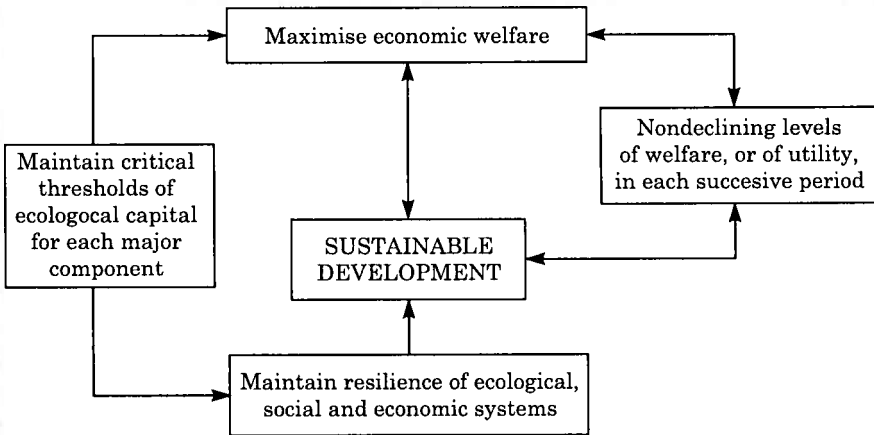 Maximise economic welfare
Nondeclining levels
of welfare, or of utility,
in each succesive period
Maintain critical
thresholds of
ecologocal capital
for each major
component
SUSTAINABLE
DEVELOPMENT
Maintain resilience of ecological,
social and economic systems